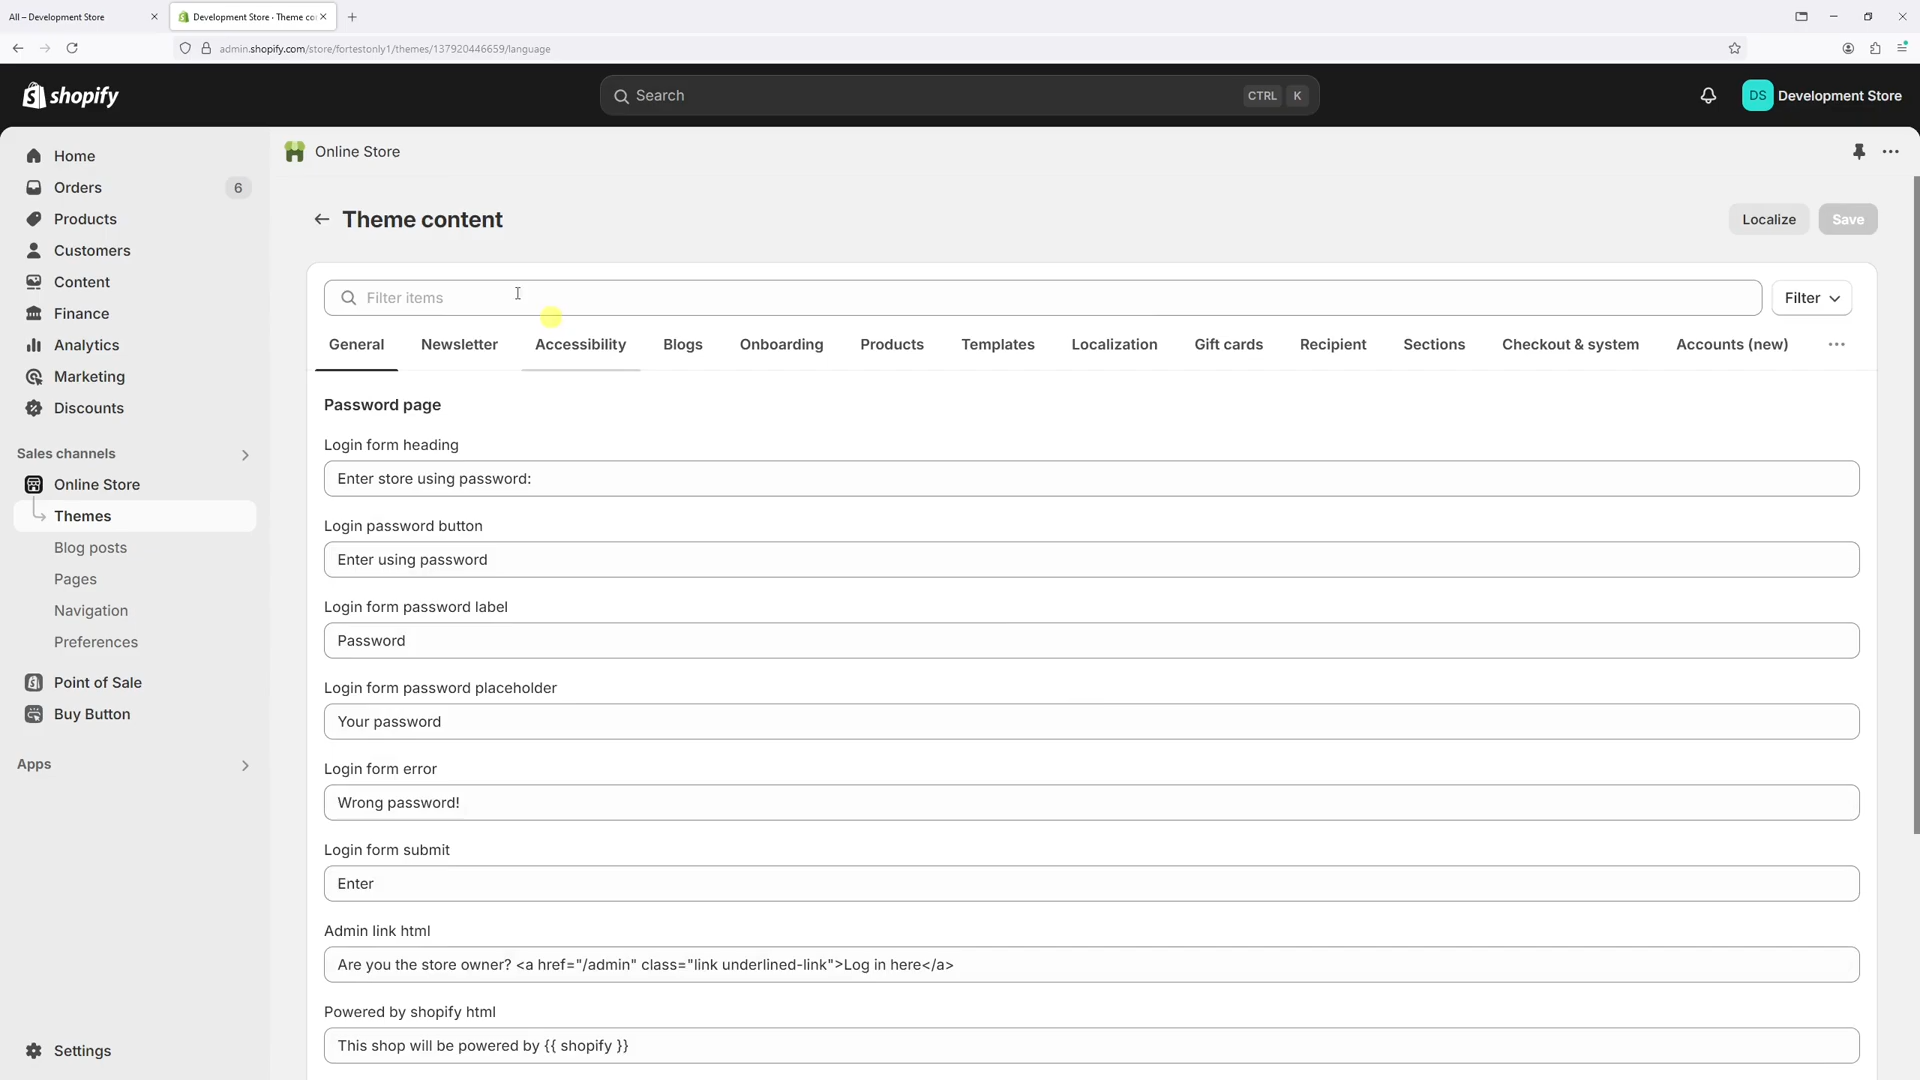 All – Development Store
Development Store · Theme co
admin.shopify.com/store/fortestonly1/themes/137920446659/language
shopify
Search
CTRL K
DS Development Store
Home
Orders 6
Products
Customers
Content
Finance
Analytics
Marketing
Discounts
Sales channels
Online Store
Themes
Blog posts
Pages
Navigation
Preferences
Point of Sale
Buy Button
Apps
Settings
Online Store
Theme content
Localize
Save
Filter items
Filter
General Newsletter Accessibility Blogs Onboarding Products Templates Localization Gift cards Recipient Sections Checkout & system Accounts (new)
Password page
Login form heading
Enter store using password:
Login password button
Enter using password
Login form password label
Password
Login form password placeholder
Your password
Login form error
Wrong password!
Login form submit
Enter
Admin link html
Are you the store owner? <a href="/admin" class="link underlined-link">Log in here</a>
Powered by shopify html
This shop will be powered by {{ shopify }}